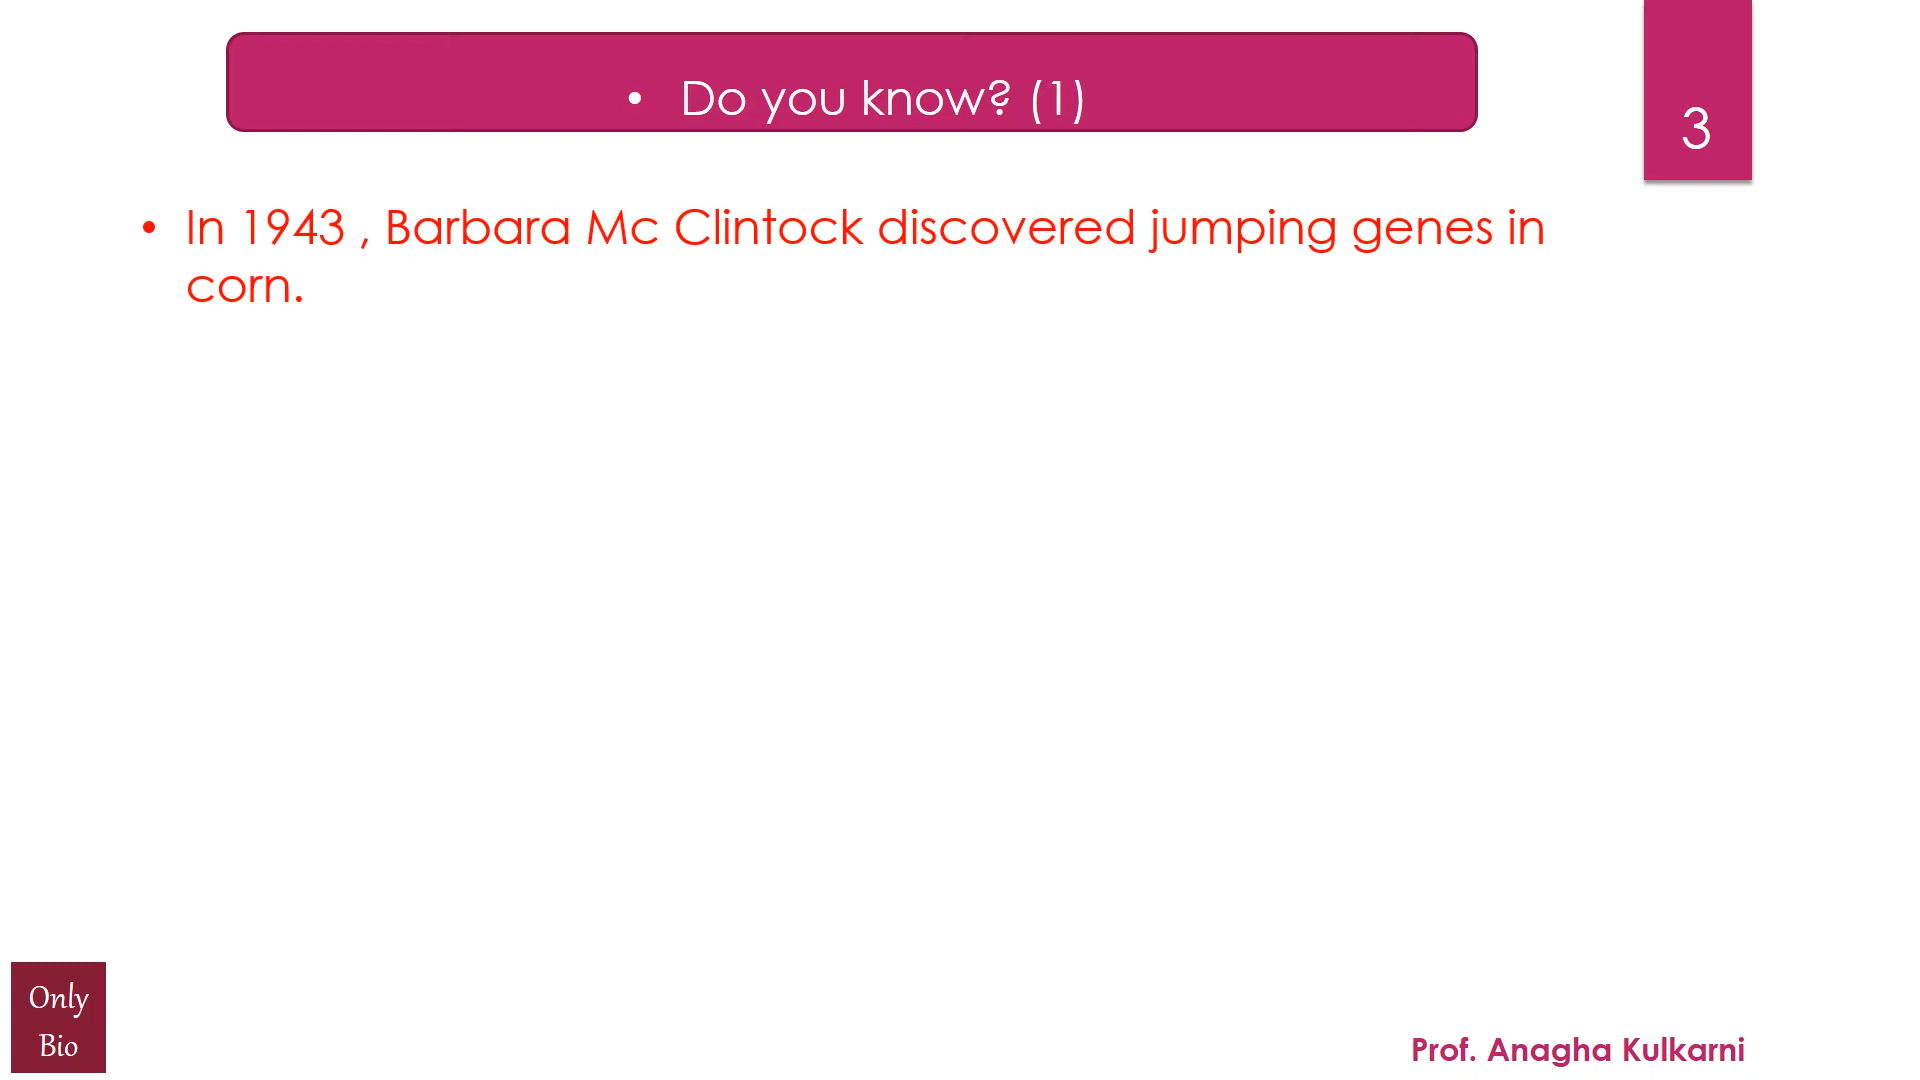 • Do you know? (1)
3
• In 1943 , Barbara Mc Clintock discovered jumping genes in
corn.
Only
Bio
Prof. Anagha Kulkarni